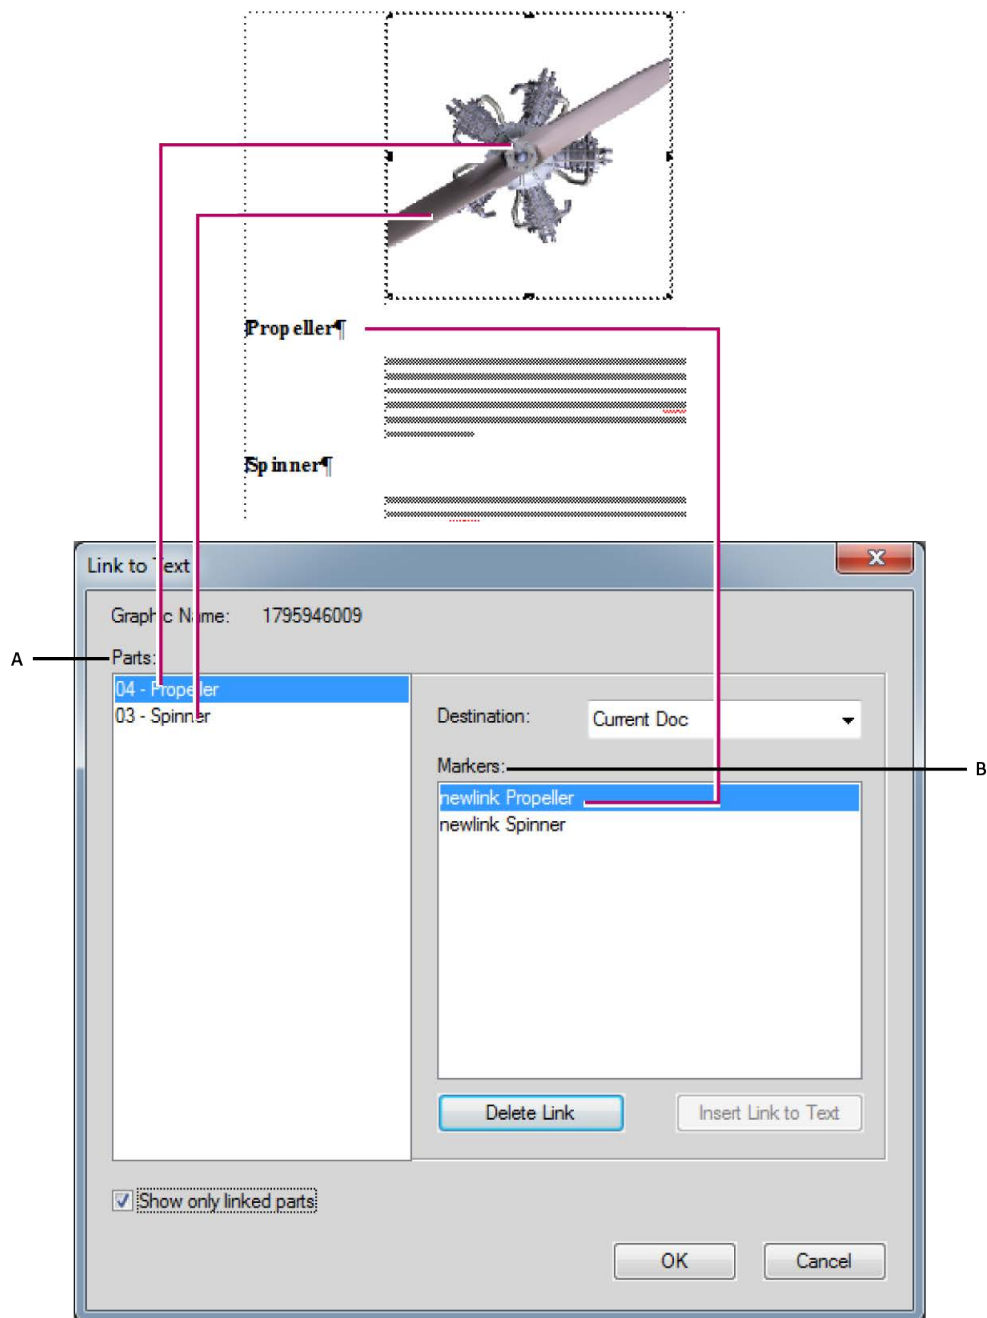 Propeller¶
Spinner¶
Link to Text
Graphic Name: 1795946009
A
Parts:
04 - Propeller
03 - Spinner
Destination: Current Doc
Markers:
B
newlink Propeller
newlink Spinner
Delete Link
Insert Link to Text
Show only linked parts
OK
Cancel